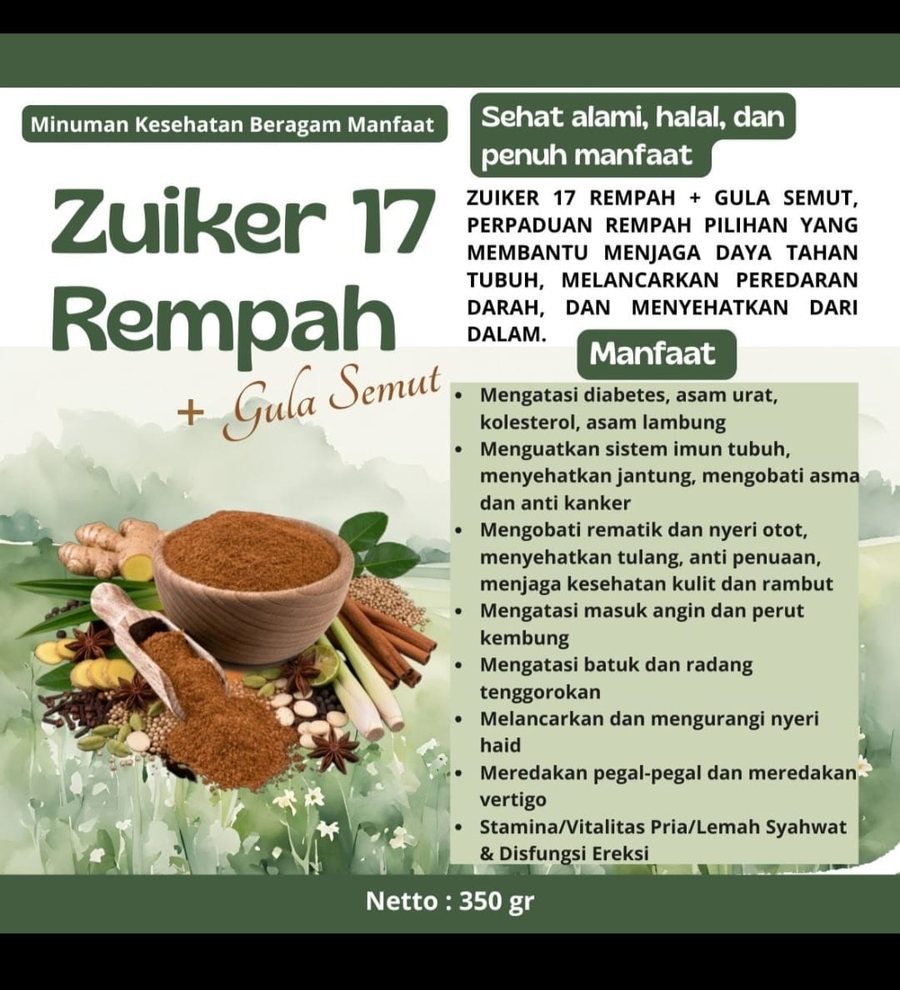 Minuman Kesehatan Beragam Manfaat
Zuiker 17
Rempah
+ Gula Semut
Sehat alami, halal, dan
penuh manfaat
ZUIKER 17 REMPAH + GULA SEMUT,
PERPADUAN REMPAH PILIHAN YANG
MEMBANTU MENJAGA DAYA TAHAN
TUBUH, MELANCARKAN PEREDARAN
DARAH, DAN MENYEHATKAN DARI
DALAM.
Manfaat
• Mengatasi diabetes, asam urat,
kolesterol, asam lambung
• Menguatkan sistem imun tubuh,
menyehatkan jantung, mengobati asma
dan anti kanker
• Mengobati rematik dan nyeri otot,
menyehatkan tulang, anti penuaan,
menjaga kesehatan kulit dan rambut
• Mengatasi masuk angin dan perut
kembung
• Mengatasi batuk dan radang
tenggorokan
• Melancarkan dan mengurangi nyeri
haid
• Meredakan pegal-pegal dan meredakan
vertigo
• Stamina/Vitalitas Pria/Lemah Syahwat
& Disfungsi Ereksi
Netto : 350 gr